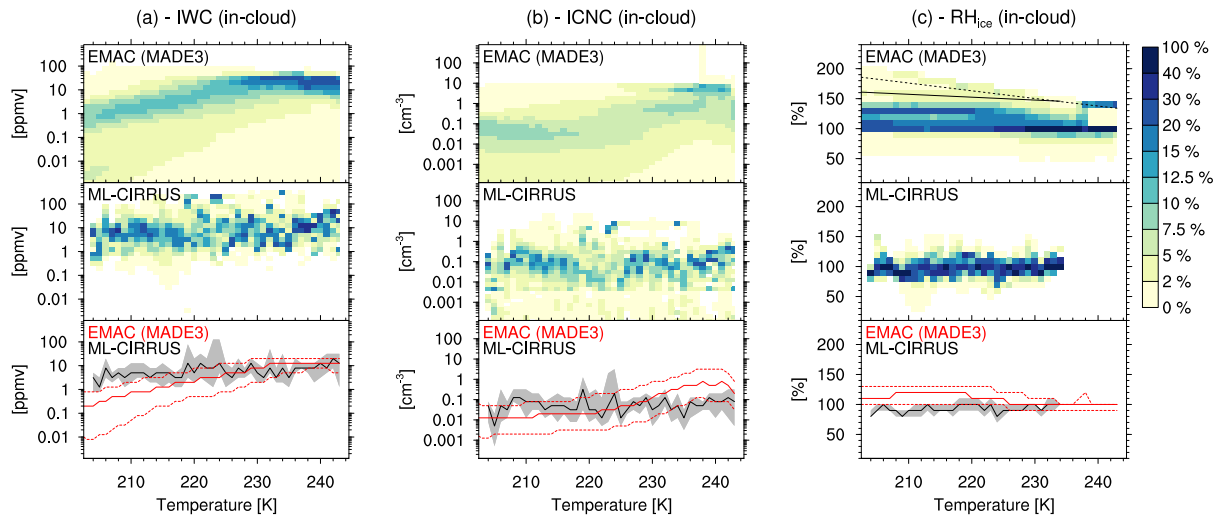 (a) - IWC (in-cloud)
(b) - ICNC (in-cloud)
(c) - RHice (in-cloud)
EMAC (MADE3)
[ppmv]
100
10
1
0.1
0.01
ML-CIRRUS
[ppmv]
100
10
1
0.1
0.01
EMAC (MADE3)
ML-CIRRUS
[ppmv]
100
10
1
0.1
0.01
210 220 230 240
Temperature [K]
EMAC (MADE3)
[cm-3]
100
10
1
0.1
0.01
0.001
ML-CIRRUS
[cm-3]
100
10
1
0.1
0.01
0.001
EMAC (MADE3)
ML-CIRRUS
[cm-3]
100
10
1
0.1
0.01
0.001
210 220 230 240
Temperature [K]
EMAC (MADE3)
[%]
200
150
100
50
ML-CIRRUS
[%]
200
150
100
50
EMAC (MADE3)
ML-CIRRUS
[%]
200
150
100
50
210 220 230 240
Temperature [K]
100 %
40 %
30 %
20 %
15 %
12.5 %
10 %
7.5 %
5 %
2 %
0 %